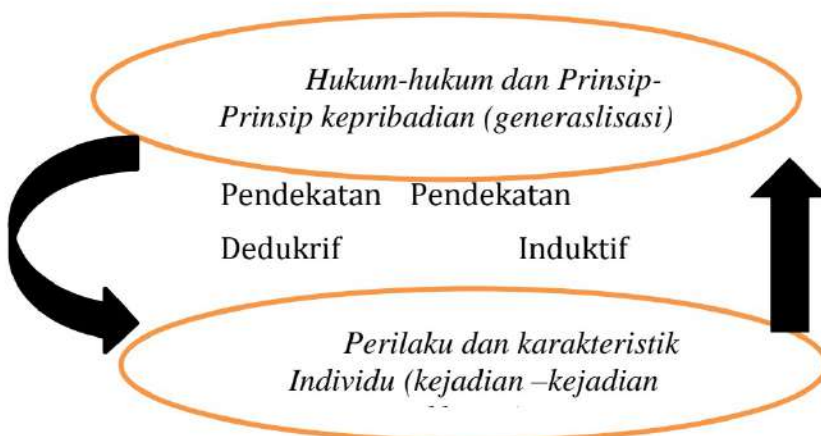 Hukum-hukum dan Prinsip-
Prinsip kepribadian (generaslisasi)
Pendekatan Pendekatan
Dedukrif Induktif
Perilaku dan karakteristik
Individu (kejadian –kejadian